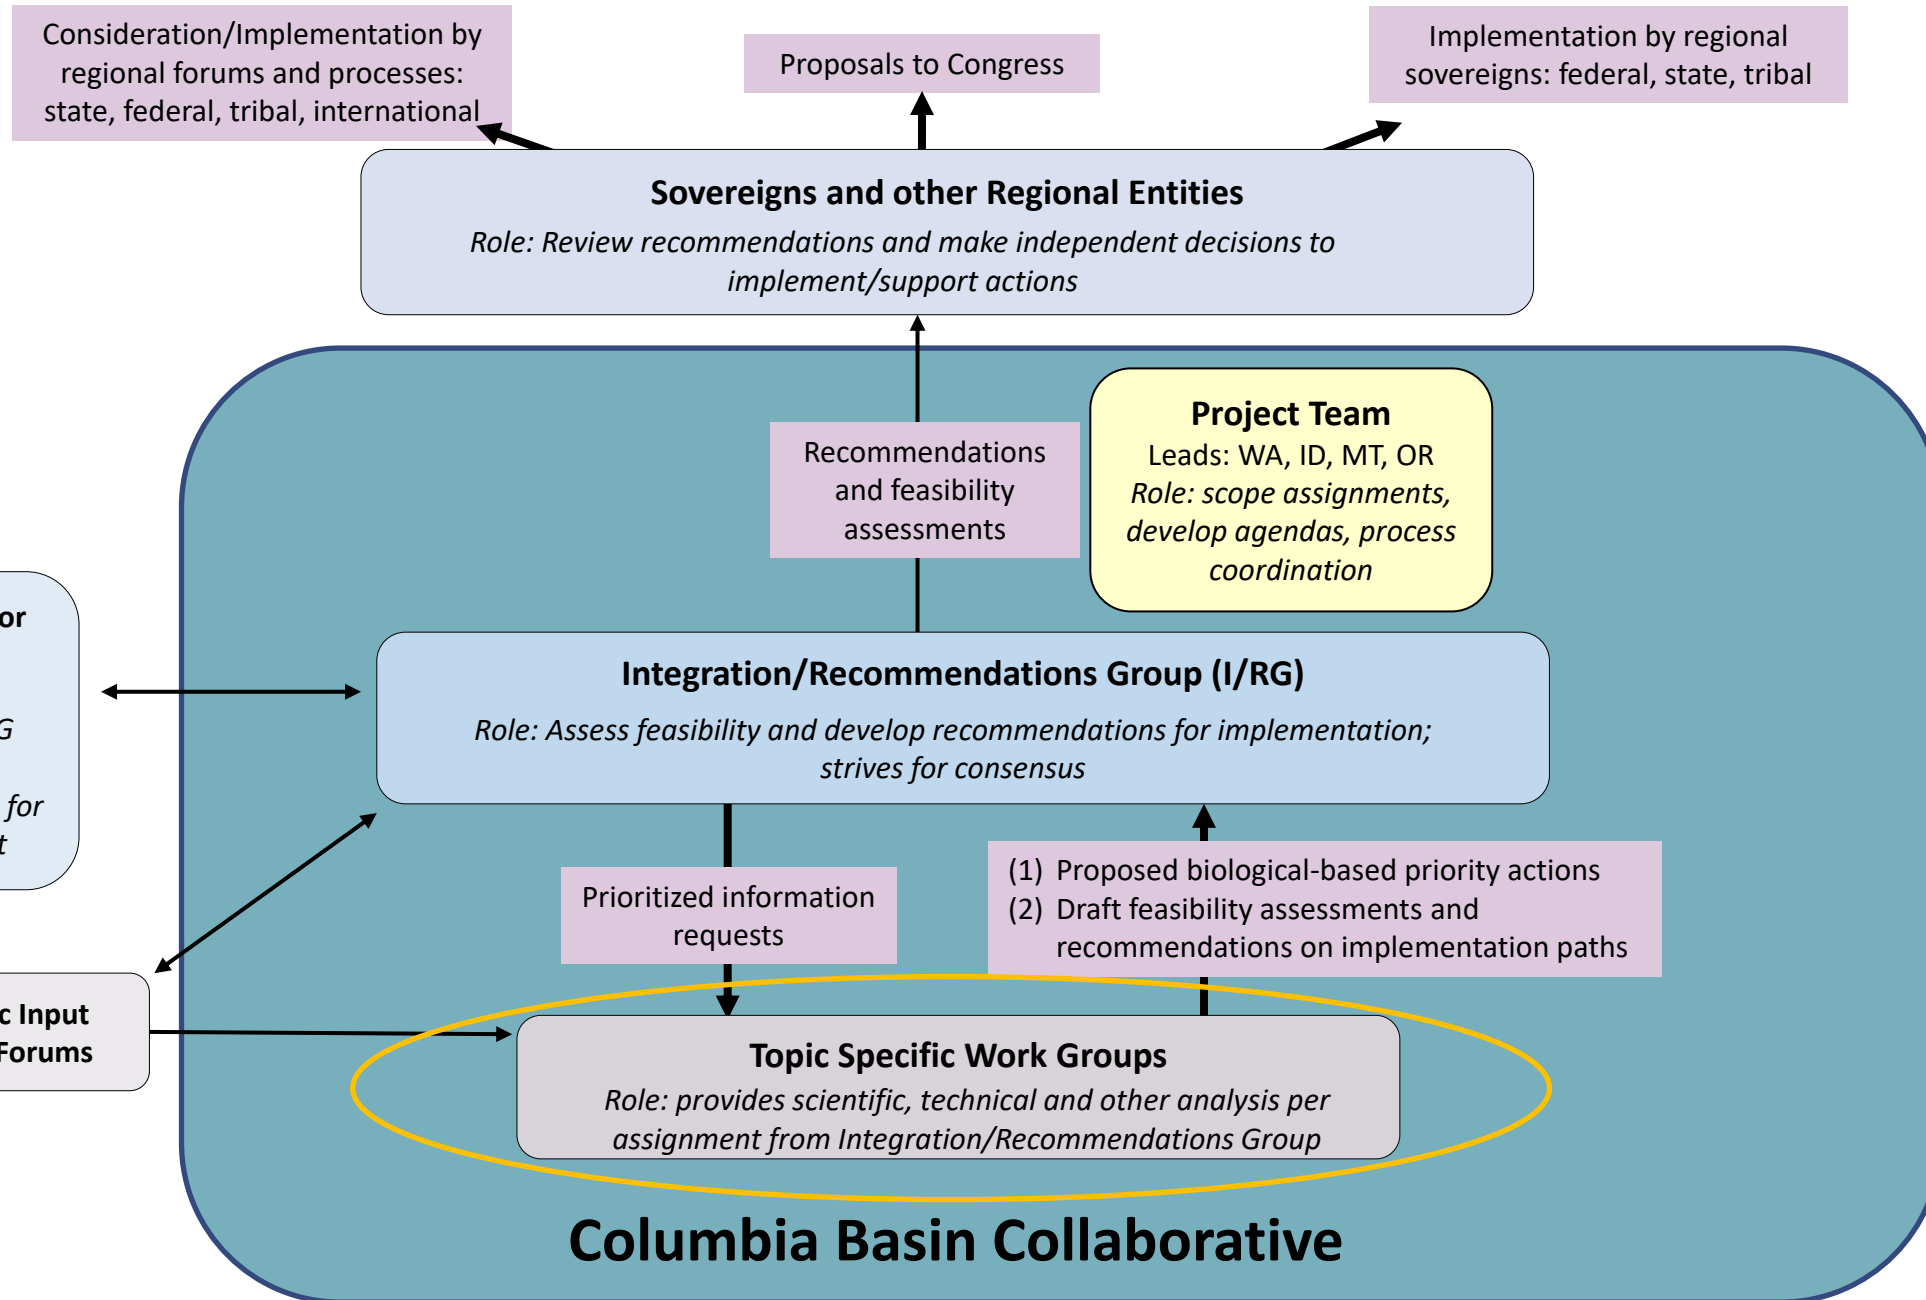 Consideration/Implementation by
regional forums and processes:
state, federal, tribal, international
Proposals to Congress
Implementation by regional
sovereigns: federal, state, tribal
Sovereigns and other Regional Entities
Role: Review recommendations and make independent decisions to
implement/support actions
Recommendations
and feasibility
assessments
Project Team
Leads: WA, ID, MT, OR
Role: scope assignments,
develop agendas, process
coordination
or
G
for
t
Integration/Recommendations Group (I/RG)
Role: Assess feasibility and develop recommendations for implementation;
strives for consensus
Prioritized information
requests
(1) Proposed biological-based priority actions
(2) Draft feasibility assessments and
recommendations on implementation paths
c Input
Forums
Topic Specific Work Groups
Role: provides scientific, technical and other analysis per
assignment from Integration/Recommendations Group
Columbia Basin Collaborative